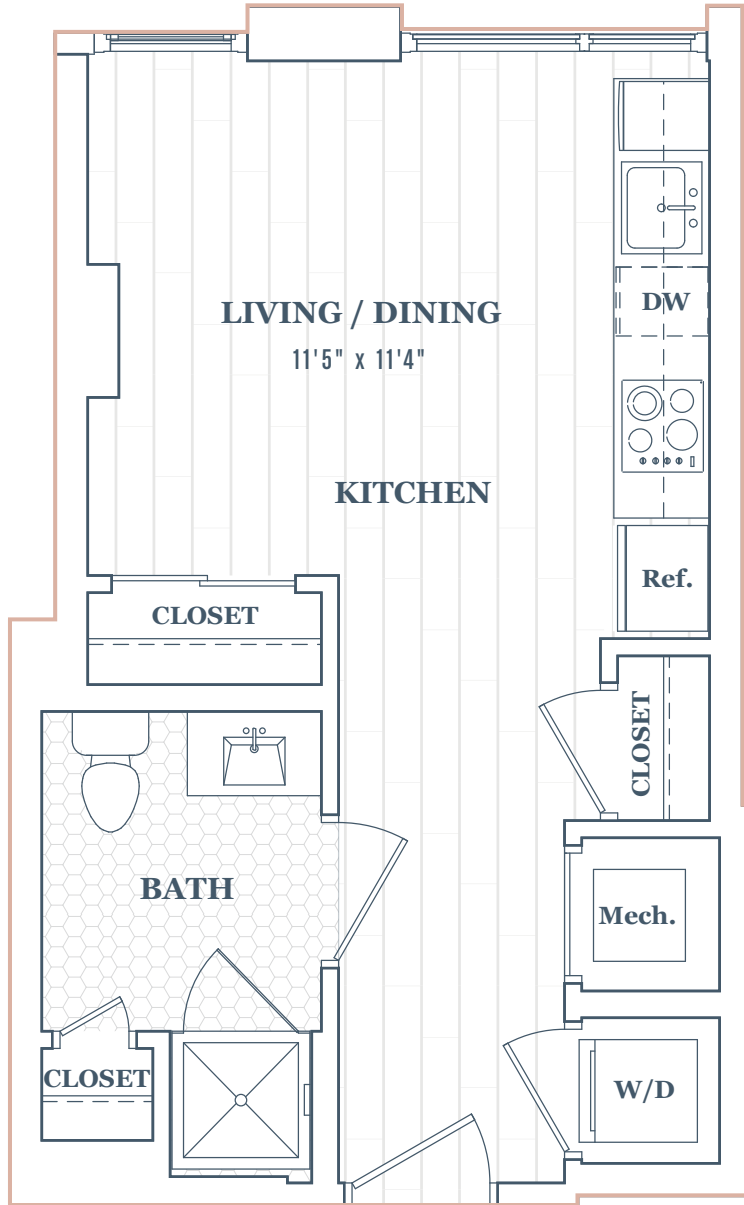 LIVING / DINING
11'5" x 11'4"
DW
KITCHEN
Ref.
CLOSET
CLOSET
BATH
Mech.
CLOSET
W/D